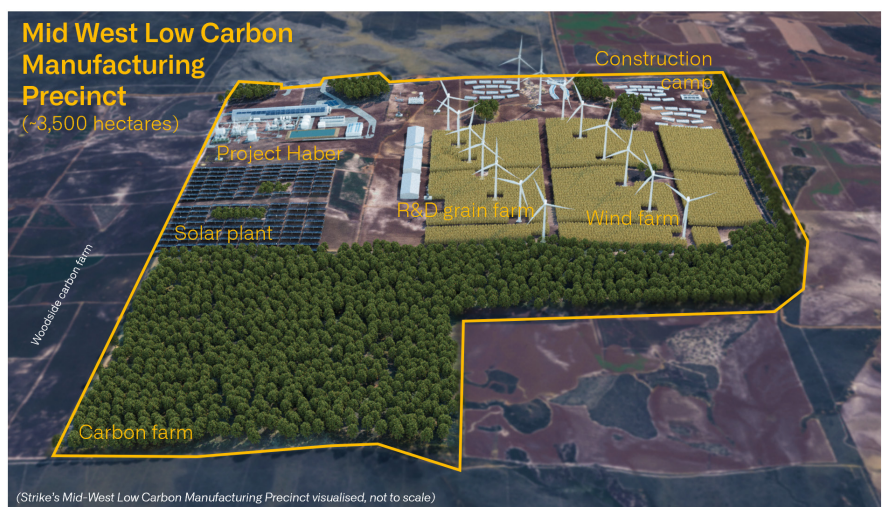 Mid West Low Carbon
Manufacturing
Precinct
(~3,500 hectares)
Construction
camp
Project Haber
R&D grain farm
Wind farm
Solar plant
Woodside carbon farm
Carbon farm
(Strike's Mid-West Low Carbon Manufacturing Precinct visualised, not to scale)